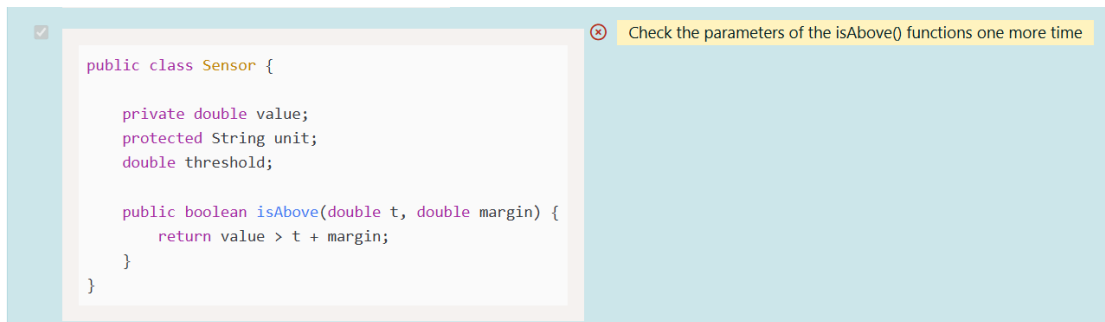 Check the parameters of the isAbove() functions one more time
public class Sensor {
    private double value;
    protected String unit;
    double threshold;
    public boolean isAbove(double t, double margin) {
        return value > t + margin;
    }
}